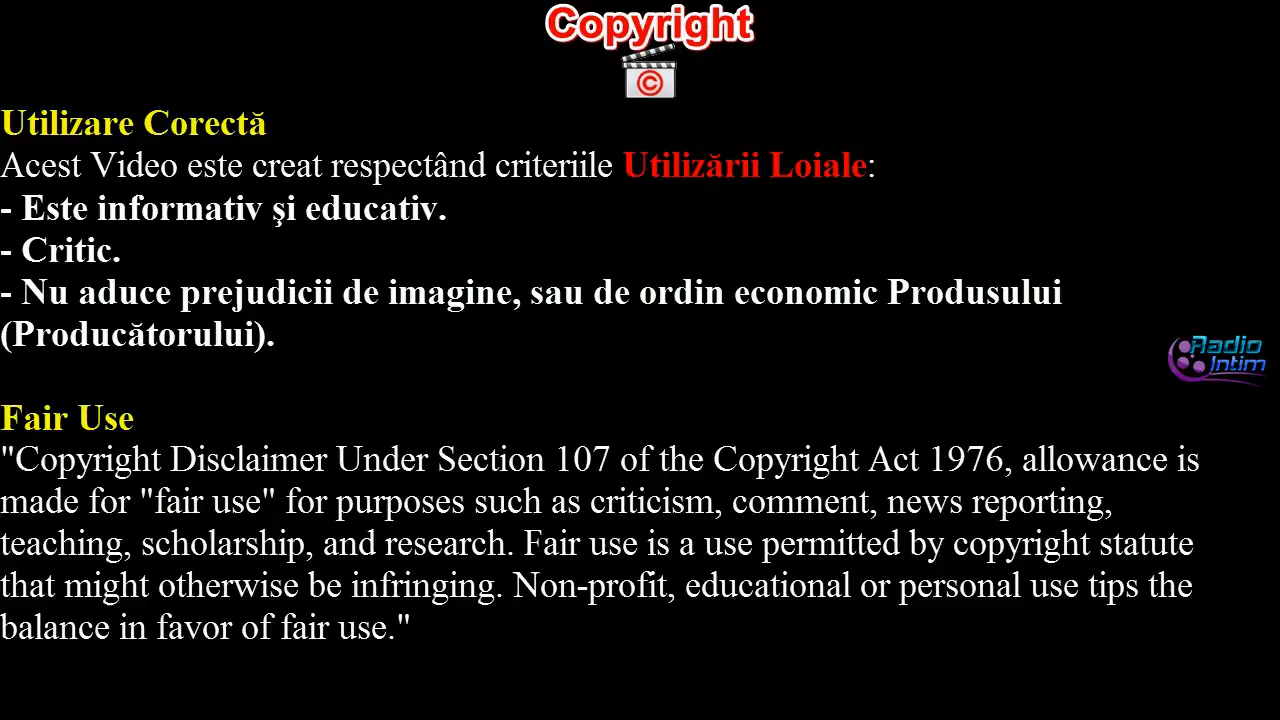 Copyright
©
Utilizare Corectă
Acest Video este creat respectând criteriile Utilizării Loiale:
- Este informativ şi educativ.
- Critic.
- Nu aduce prejudicii de imagine, sau de ordin economic Produsului
(Producătorului).
Radio
Intim
Fair Use
"Copyright Disclaimer Under Section 107 of the Copyright Act 1976, allowance is
made for "fair use" for purposes such as criticism, comment, news reporting,
teaching, scholarship, and research. Fair use is a use permitted by copyright statute
that might otherwise be infringing. Non-profit, educational or personal use tips the
balance in favor of fair use."